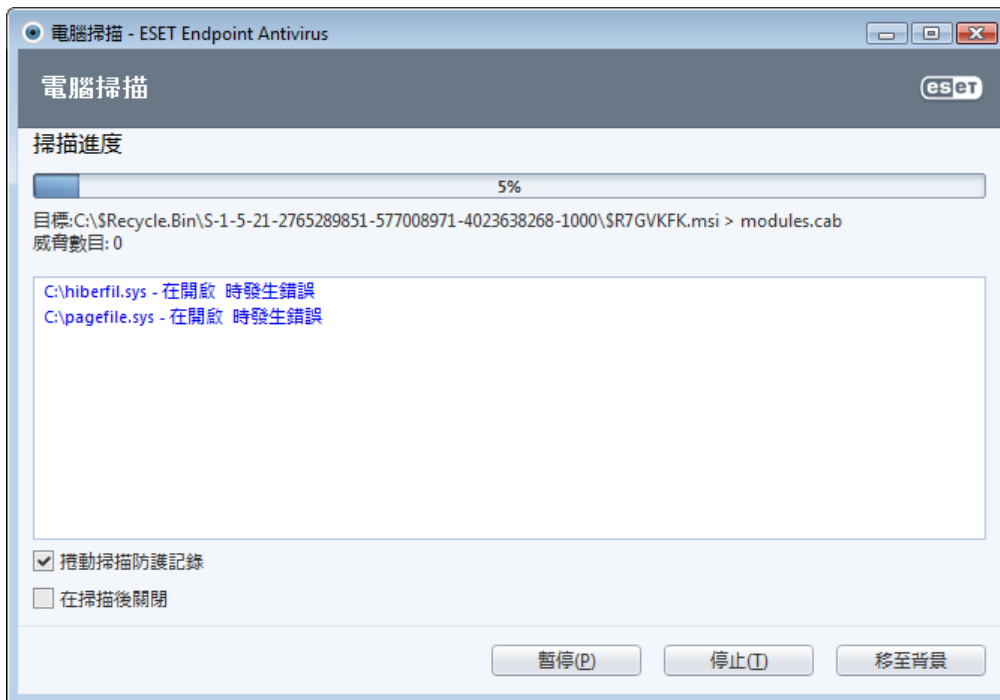 電腦掃描 - ESET Endpoint Antivirus
電腦掃描
eset
掃描進度
5%
目標:C:\$Recycle.Bin\S-1-5-21-2765289851-577008971-4023638268-1000\$R7GVKFK.msi > modules.cab
威脅數目: 0
C:\hiberfil.sys - 在開啟 時發生錯誤
C:\pagefile.sys - 在開啟 時發生錯誤
捲動掃描防護記錄
在掃描後關閉
暫停(P) 停止(T) 移至背景